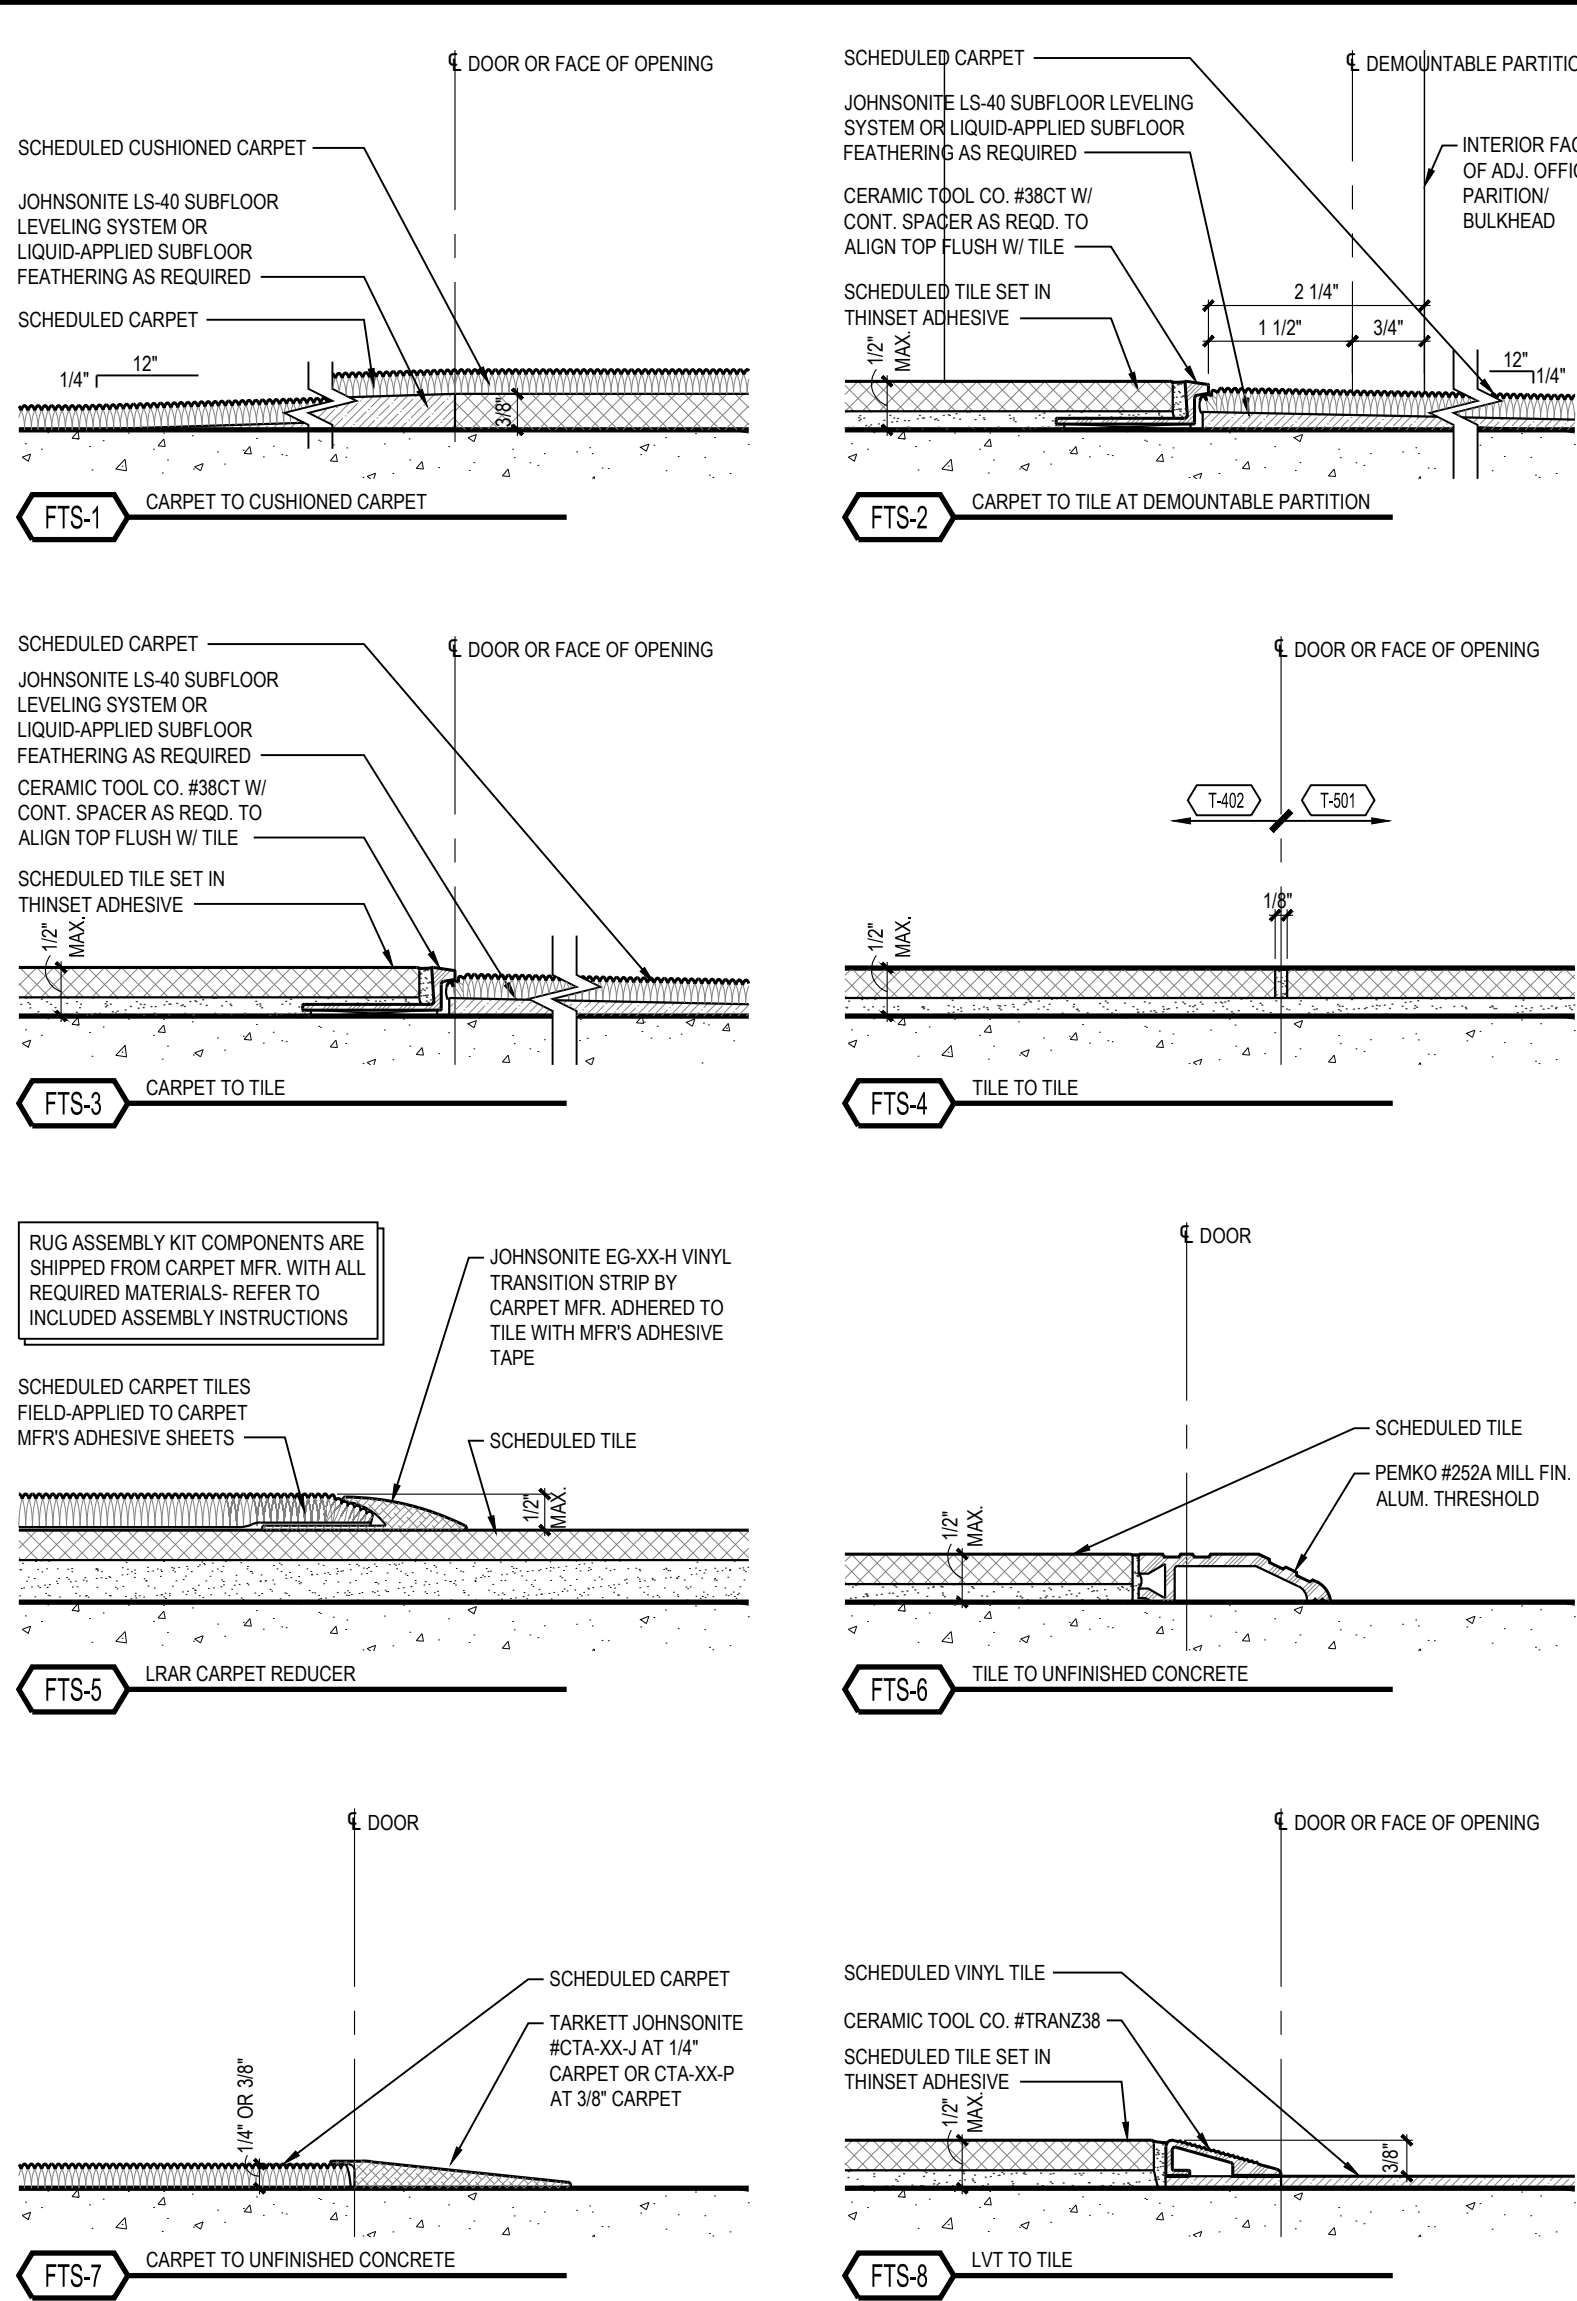 ℄ DOOR OR FACE OF OPENING
SCHEDULED CUSHIONED CARPET
JOHNSONITE LS-40 SUBFLOOR
LEVELING SYSTEM OR
LIQUID-APPLIED SUBFLOOR
FEATHERING AS REQUIRED
SCHEDULED CARPET
12"
1/4"
3/8"
FTS-1
CARPET TO CUSHIONED CARPET
SCHEDULED CARPET
℄ DEMOUNTABLE PARTITIO
JOHNSONITE LS-40 SUBFLOOR LEVELING
SYSTEM OR LIQUID-APPLIED SUBFLOOR
FEATHERING AS REQUIRED
INTERIOR FAC
OF ADJ. OFFIC
PARITION/
BULKHEAD
CERAMIC TOOL CO. #38CT W/
CONT. SPACER AS REQD. TO
ALIGN TOP FLUSH W/ TILE
SCHEDULED TILE SET IN
THINSET ADHESIVE
2 1/4"
1 1/2"
3/4"
1/2"
MAX.
12"
1/4"
FTS-2
CARPET TO TILE AT DEMOUNTABLE PARTITION
SCHEDULED CARPET
℄ DOOR OR FACE OF OPENING
JOHNSONITE LS-40 SUBFLOOR
LEVELING SYSTEM OR
LIQUID-APPLIED SUBFLOOR
FEATHERING AS REQUIRED
CERAMIC TOOL CO. #38CT W/
CONT. SPACER AS REQD. TO
ALIGN TOP FLUSH W/ TILE
SCHEDULED TILE SET IN
THINSET ADHESIVE
1/2"
MAX.
FTS-3
CARPET TO TILE
℄ DOOR OR FACE OF OPENING
T-402
T-501
1/8"
1/2"
MAX.
FTS-4
TILE TO TILE
RUG ASSEMBLY KIT COMPONENTS ARE
SHIPPED FROM CARPET MFR. WITH ALL
REQUIRED MATERIALS- REFER TO
INCLUDED ASSEMBLY INSTRUCTIONS
JOHNSONITE EG-XX-H VINYL
TRANSITION STRIP BY
CARPET MFR. ADHERED TO
TILE WITH MFR'S ADHESIVE
TAPE
SCHEDULED CARPET TILES
FIELD-APPLIED TO CARPET
MFR'S ADHESIVE SHEETS
SCHEDULED TILE
1/2"
MAX.
FTS-5
LRAR CARPET REDUCER
℄ DOOR
SCHEDULED TILE
PEMKO #252A MILL FIN.
ALUM. THRESHOLD
1/2"
MAX.
FTS-6
TILE TO UNFINISHED CONCRETE
℄ DOOR
SCHEDULED CARPET
TARKETT JOHNSONITE
#CTA-XX-J AT 1/4"
CARPET OR CTA-XX-P
AT 3/8" CARPET
1/4" OR 3/8"
FTS-7
CARPET TO UNFINISHED CONCRETE
℄ DOOR OR FACE OF OPENING
SCHEDULED VINYL TILE
CERAMIC TOOL CO. #TRANZ38
SCHEDULED TILE SET IN
THINSET ADHESIVE
1/2"
MAX.
3/8"
FTS-8
LVT TO TILE